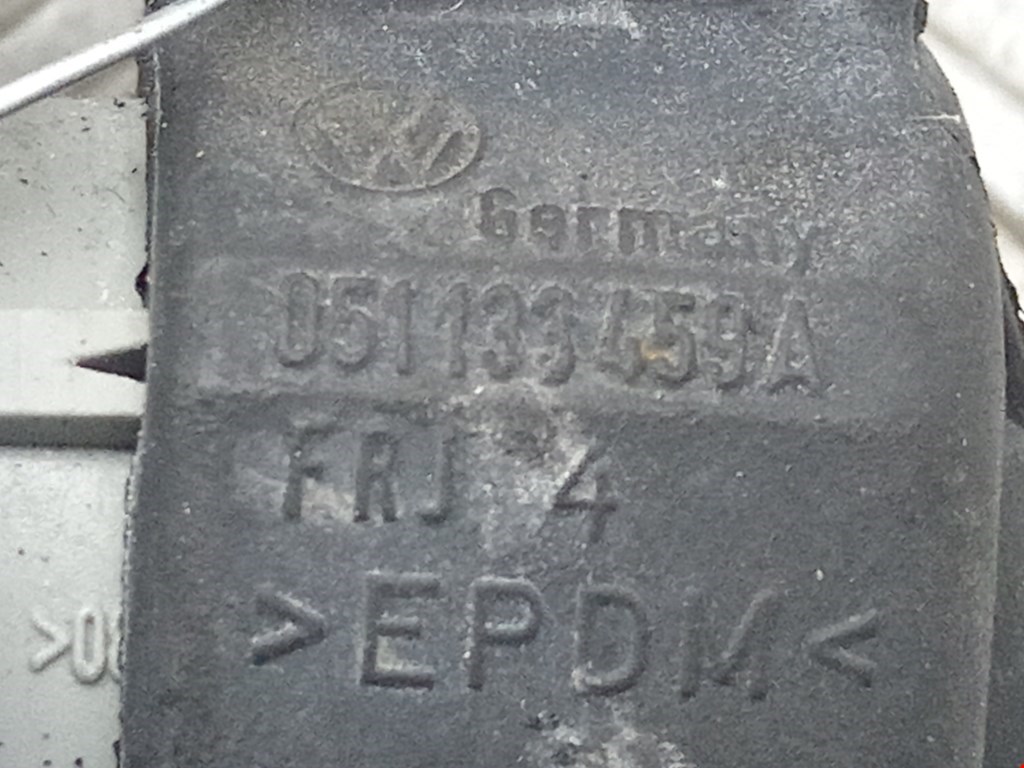 Germany
051 133 459 A
FRJ 4
>EPDM<